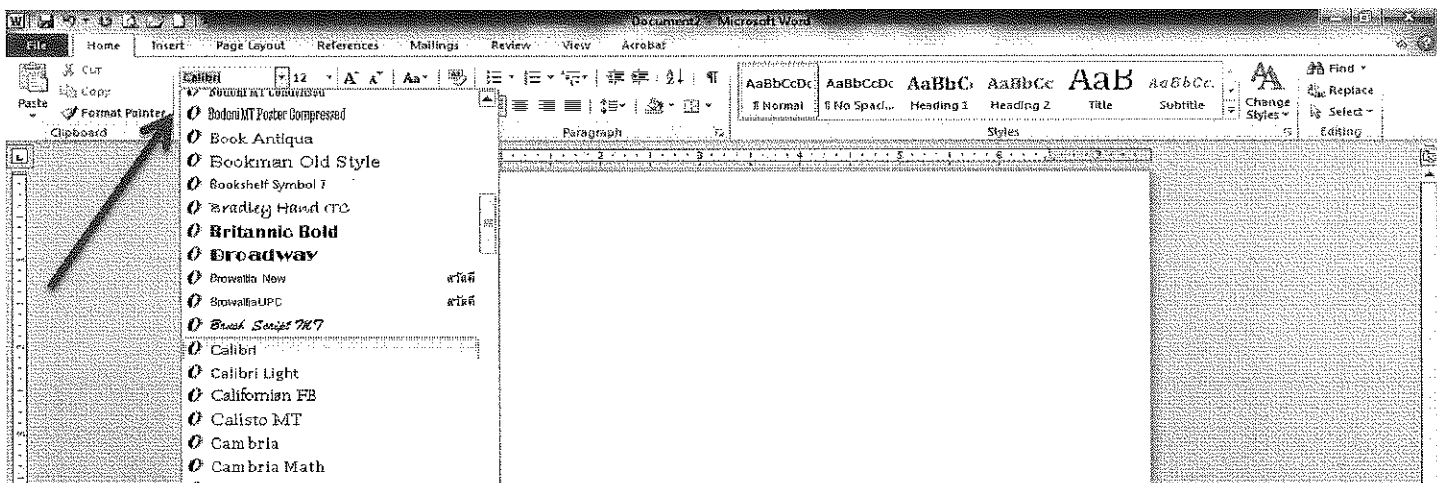 Document2 - Microsoft Word
File Home Insert Page Layout References Mailings Review View Acrobat
Cut
Copy
Paste
Format Painter
Clipboard
Calibri 12
Aa
Paragraph
AaBbCcDc AaBbCcDc AaBbC AaBbCc AaB AaBbCc.
¶ Normal ¶ No Spaci... Heading 1 Heading 2 Title Subtitle
Change
Styles
Styles
Find
Replace
Select
Editing
Bodoni MT Condensed
Bodoni MT Poster Compressed
Book Antiqua
Bookman Old Style
Bookshelf Symbol 7
Bradley Hand ITC
Britannic Bold
Broadway
Browallia New สวัสดี
BrowalliaUPC สวัสดี
Brush Script MT
Calibri
Calibri Light
Californian FB
Calisto MT
Cambria
Cambria Math